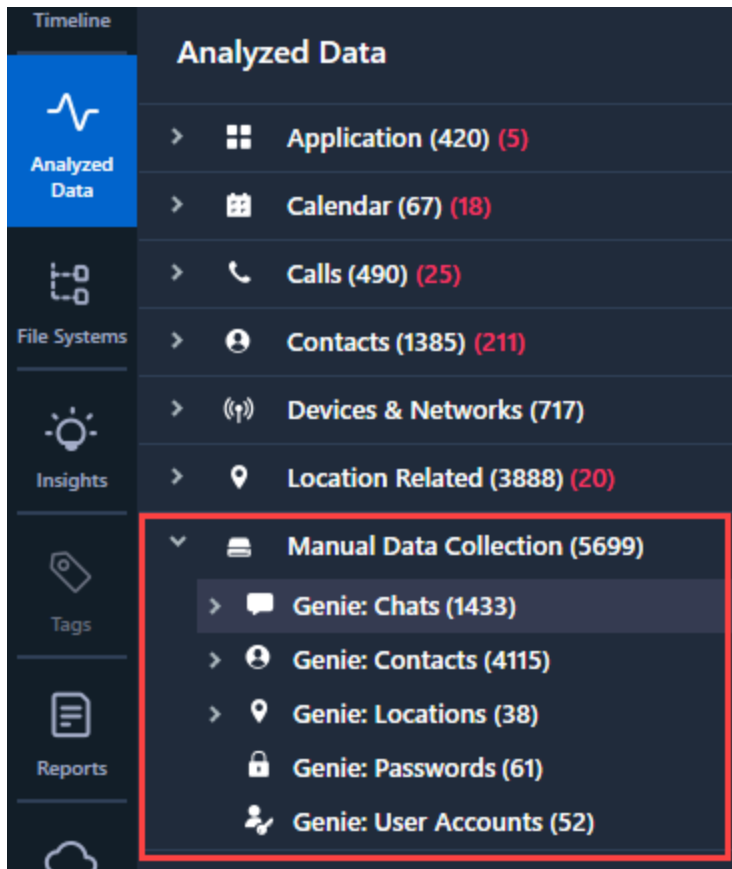 Timeline
Analyzed
Data
File Systems
Insights
Tags
Reports
Analyzed Data
Application (420) (5)
Calendar (67) (18)
Calls (490) (25)
Contacts (1385) (211)
Devices & Networks (717)
Location Related (3888) (20)
Manual Data Collection (5699)
Genie: Chats (1433)
Genie: Contacts (4115)
Genie: Locations (38)
Genie: Passwords (61)
Genie: User Accounts (52)